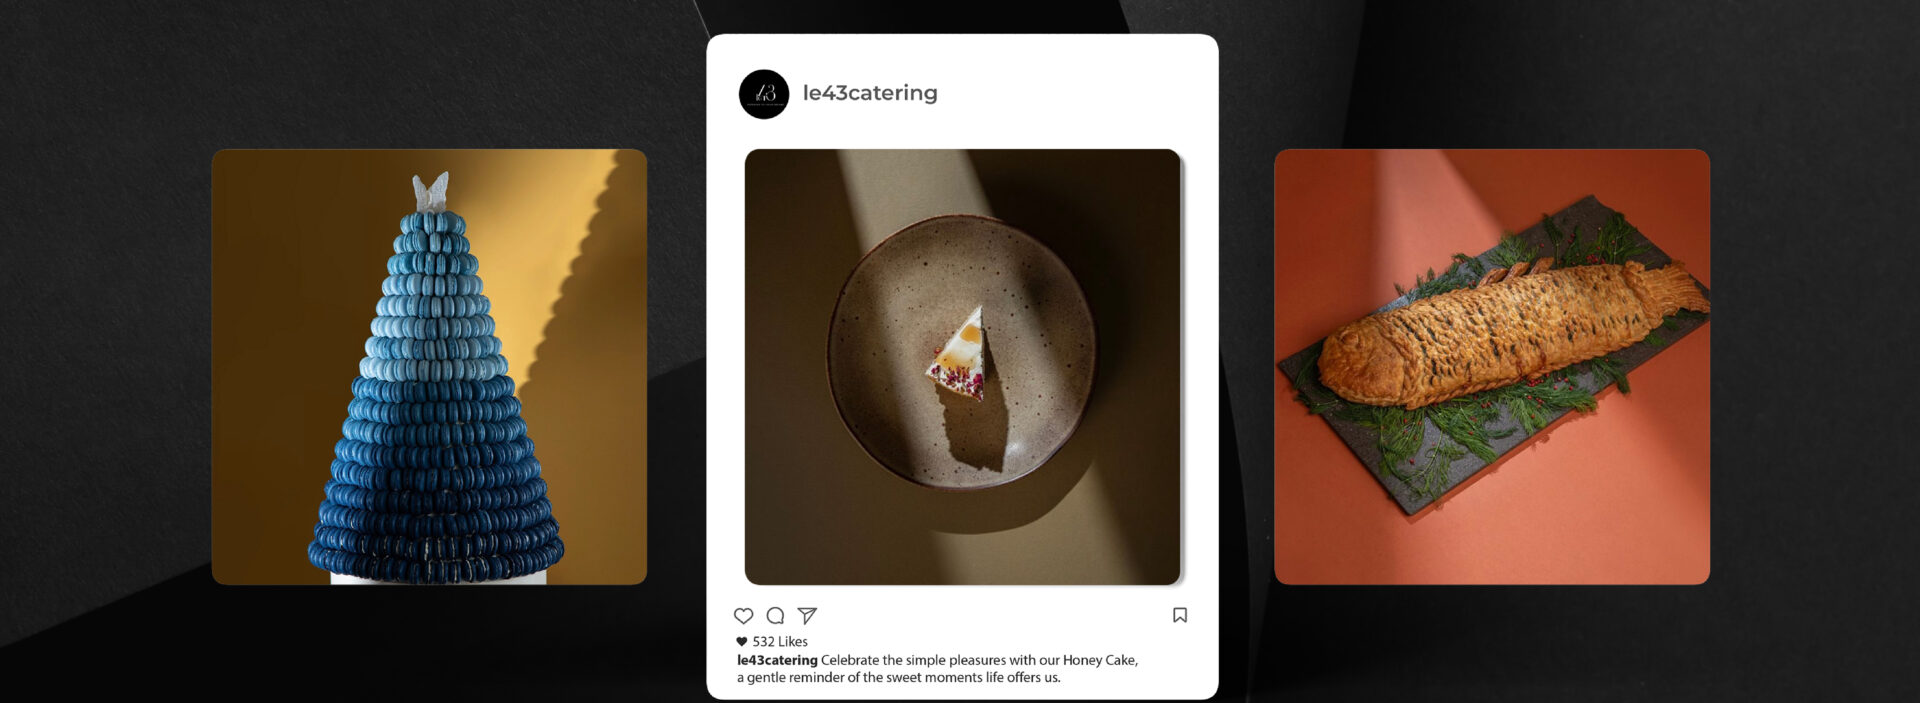 43
le43catering
532 Likes
le43catering Celebrate the simple pleasures with our Honey Cake,
a gentle reminder of the sweet moments life offers us.